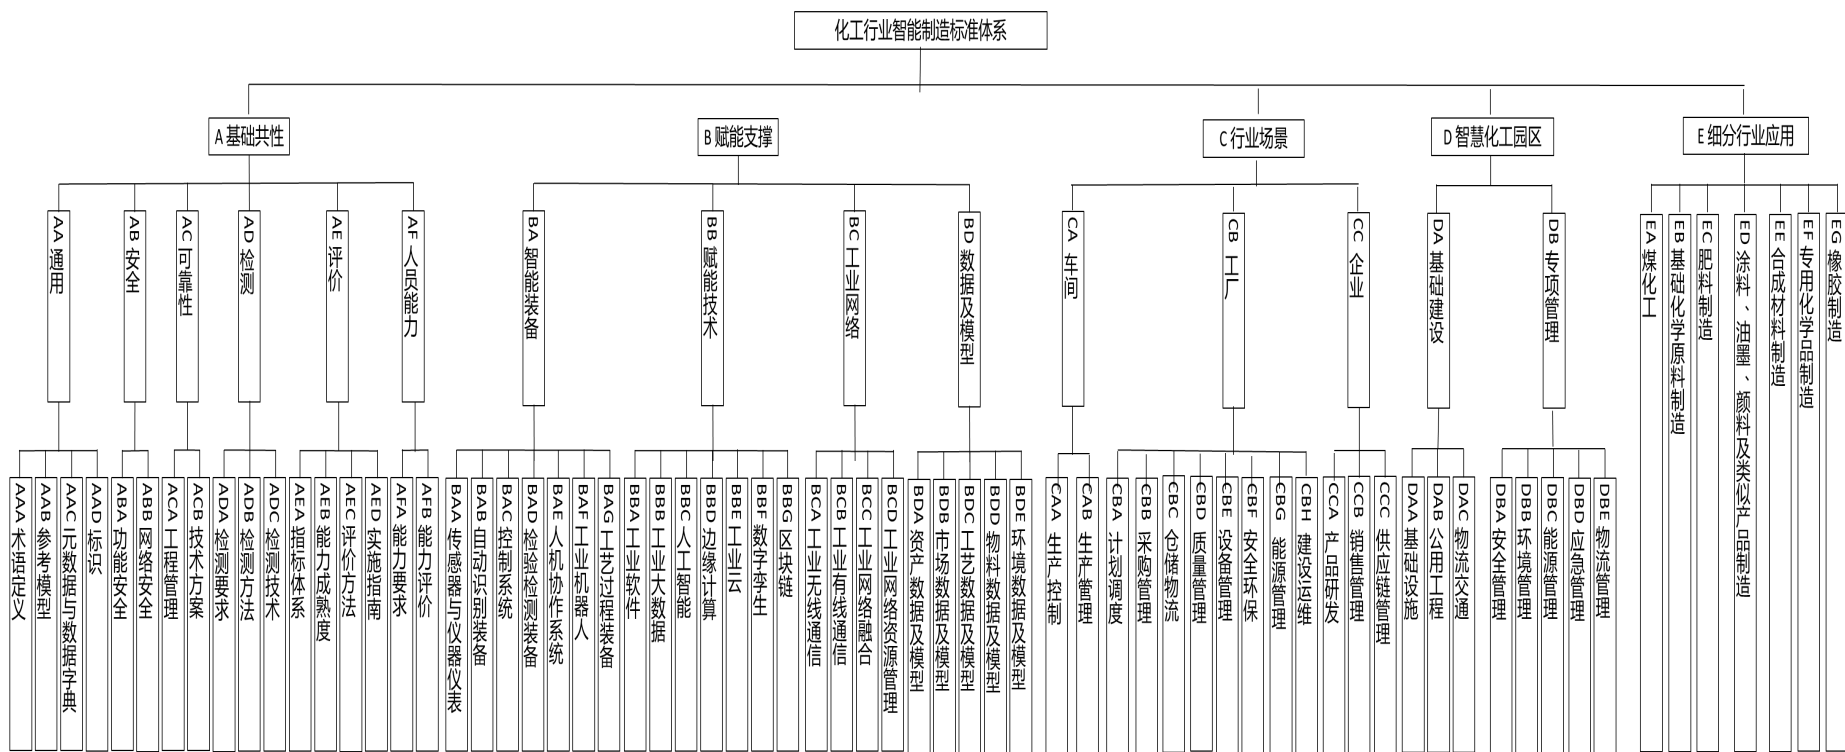 化工行业智能制造标准体系
A 基础共性
B 赋能支撑
C 行业场景
D 智慧化工园区
E 细分行业应用
AA 通用
AB 安全
AC 可靠性
AD 检测
AE 评价
AF 人员能力
BA 智能装备
BB 赋能技术
BC 工业网络
BD 数据及模型
CA 车间
CB 工厂
CC 企业
DA 基础建设
DB 专项管理
EA 煤化工
EB 基础化学原料制造
EC 肥料制造
ED 涂料、油墨、颜料及类似产品制造
EE 合成材料制造
EF 专用化学品制造
EG 橡胶制造
AAA 术语定义
AAB 参考模型
AAC 元数据与数据字典
AAD 标识
ABA 功能安全
ABB 网络安全
ACA 工程管理
ACB 技术方案
ADA 检测要求
ADB 检测方法
ADC 检测技术
AEA 指标体系
AEB 能力成熟度
AEC 评价方法
AED 实施指南
AFA 能力要求
AFB 能力评价
BAA 传感器与仪器仪表
BAB 自动识别装备
BAC 控制系统
BAD 检验检测装备
BAE 人机协作系统
BAF 工业机器人
BAG 工艺过程装备
BBA 工业软件
BBB 工业大数据
BBC 人工智能
BBD 边缘计算
BBE 工业云
BBF 数字孪生
BBG 区块链
BCA 工业无线通信
BCB 工业有线通信
BCC 工业网络融合
BCD 工业网络资源管理
BDA 资产数据及模型
BDB 市场数据及模型
BDC 工艺数据及模型
BDD 物料数据及模型
BDE 环境数据及模型
CAA 生产控制
CAB 生产管理
CBA 计划调度
CBB 采购管理
CBC 仓储物流
CBD 质量管理
CBE 设备管理
CBF 安全环保
CBG 能源管理
CBH 建设运维
CCA 产品研发
CCB 销售管理
CCC 供应链管理
DAA 基础设施
DAB 公用工程
DAC 物流交通
DBA 安全管理
DBB 环境管理
DBC 能源管理
DBD 应急管理
DBE 物流管理